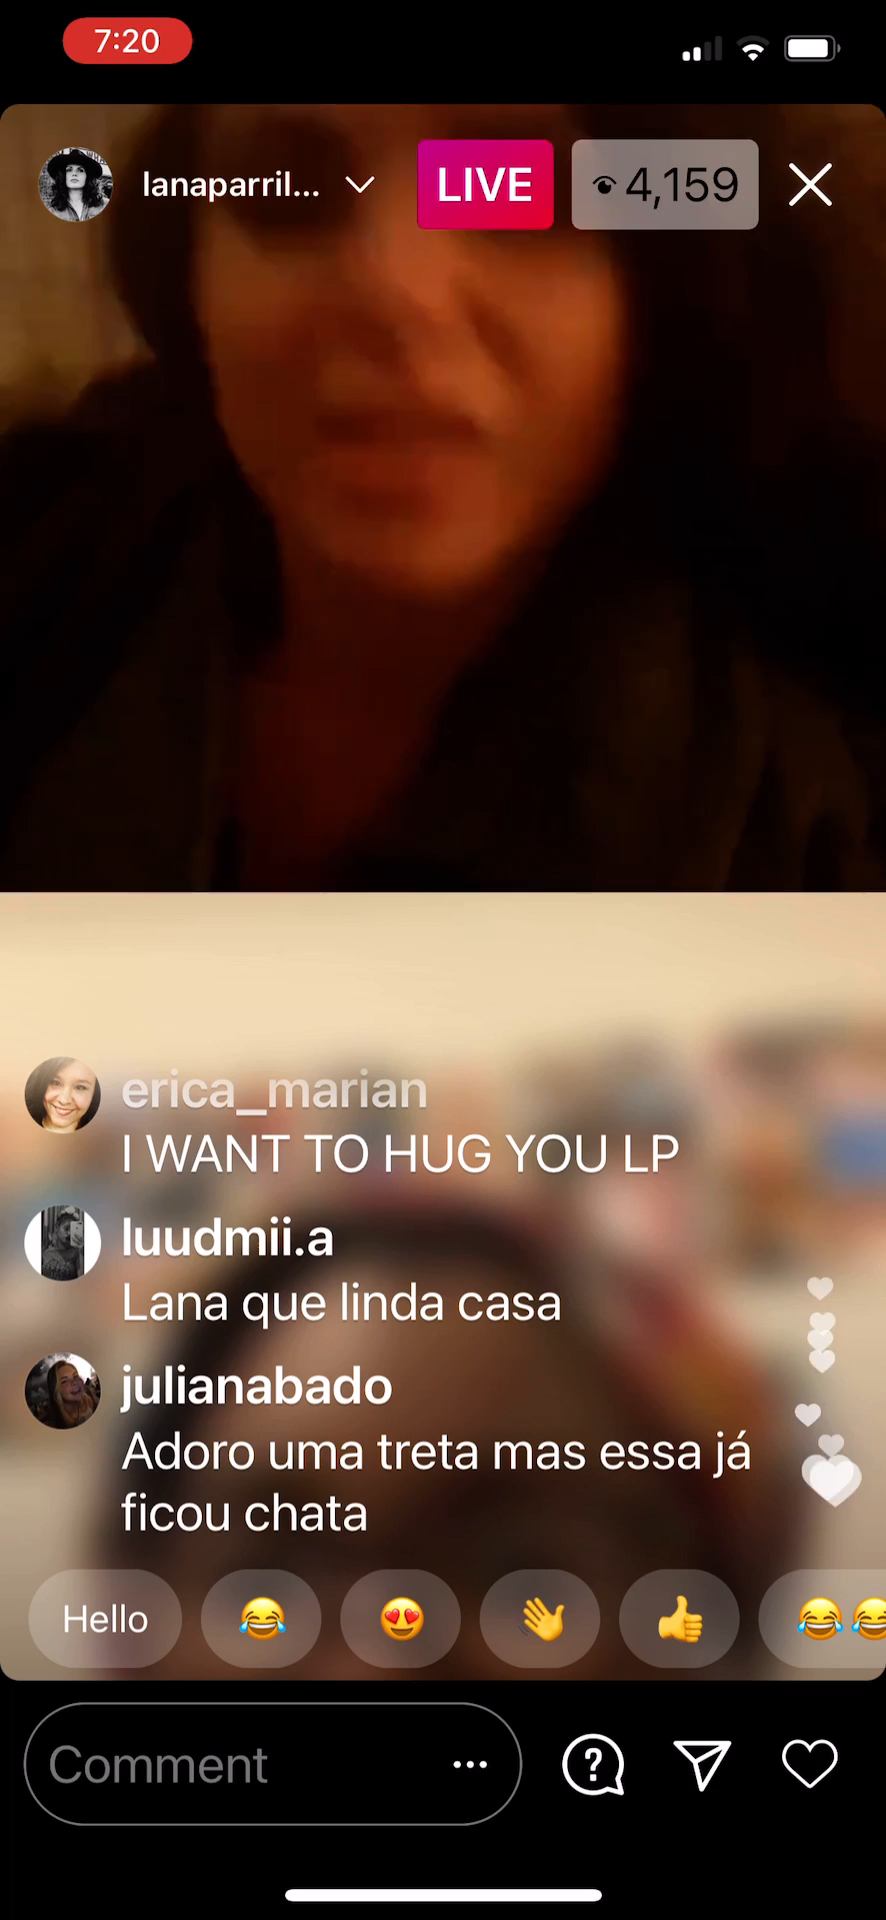 7:20
lanaparril...
LIVE
4,159
erica_marian
I WANT TO HUG YOU LP
luudmii.a
Lana que linda casa
julianabado
Adoro uma treta mas essa já
ficou chata
Hello
Comment